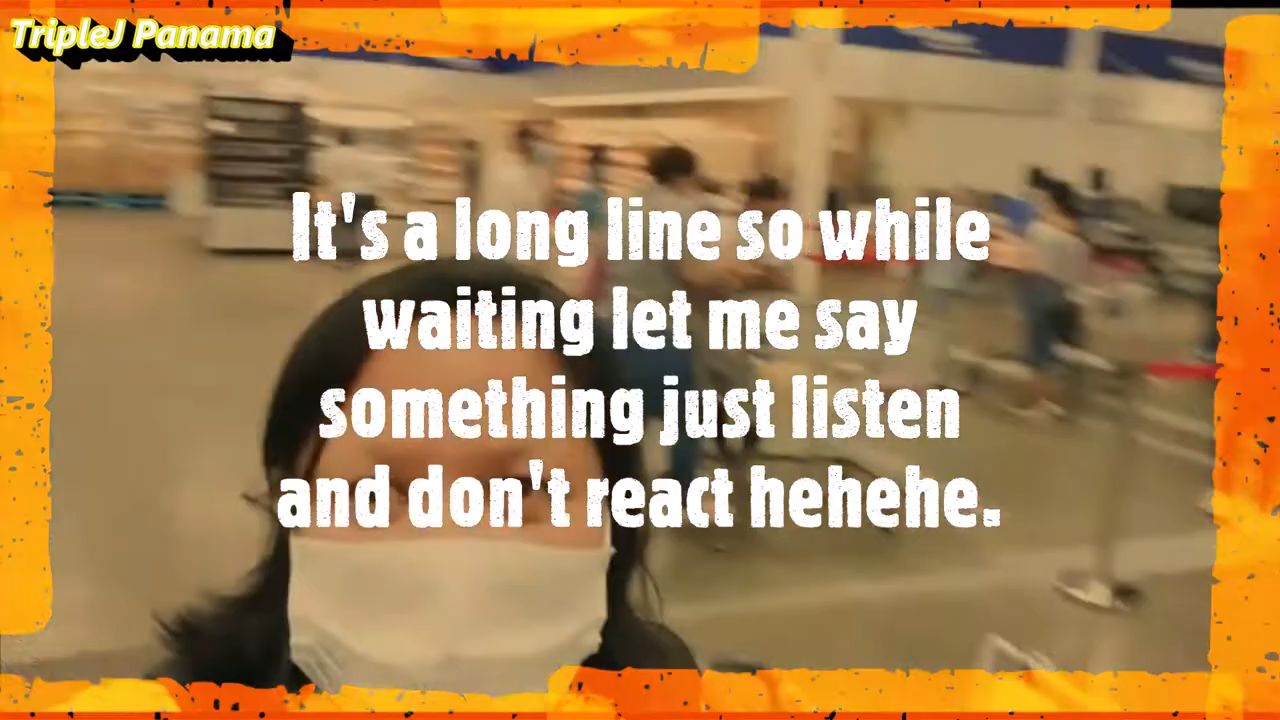 TripleJ Panama
It's a long line so while
waiting let me say
something just listen
and don't react hehehe.